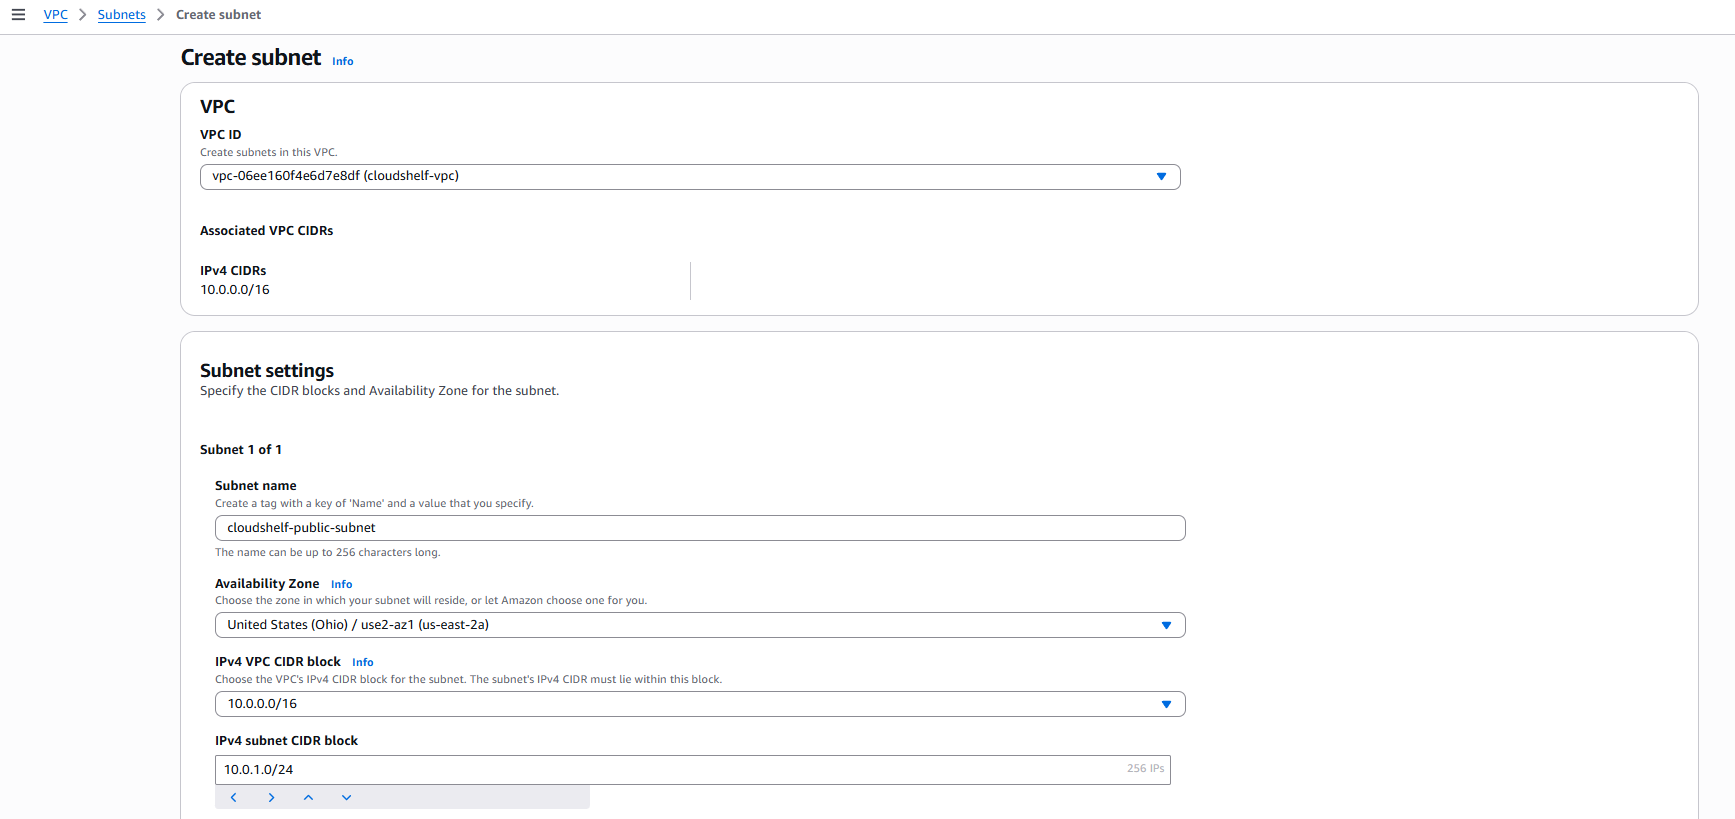 VPC > Subnets > Create subnet
Create subnet Info
VPC
VPC ID
Create subnets in this VPC.
vpc-06ee160f4e6d7e8df (cloudshelf-vpc)
Associated VPC CIDRs
IPv4 CIDRs
10.0.0.0/16
Subnet settings
Specify the CIDR blocks and Availability Zone for the subnet.
Subnet 1 of 1
Subnet name
Create a tag with a key of 'Name' and a value that you specify.
cloudshelf-public-subnet
The name can be up to 256 characters long.
Availability Zone Info
Choose the zone in which your subnet will reside, or let Amazon choose one for you.
United States (Ohio) / use2-az1 (us-east-2a)
IPv4 VPC CIDR block Info
Choose the VPC's IPv4 CIDR block for the subnet. The subnet's IPv4 CIDR must lie within this block.
10.0.0.0/16
IPv4 subnet CIDR block
10.0.1.0/24 256 IPs